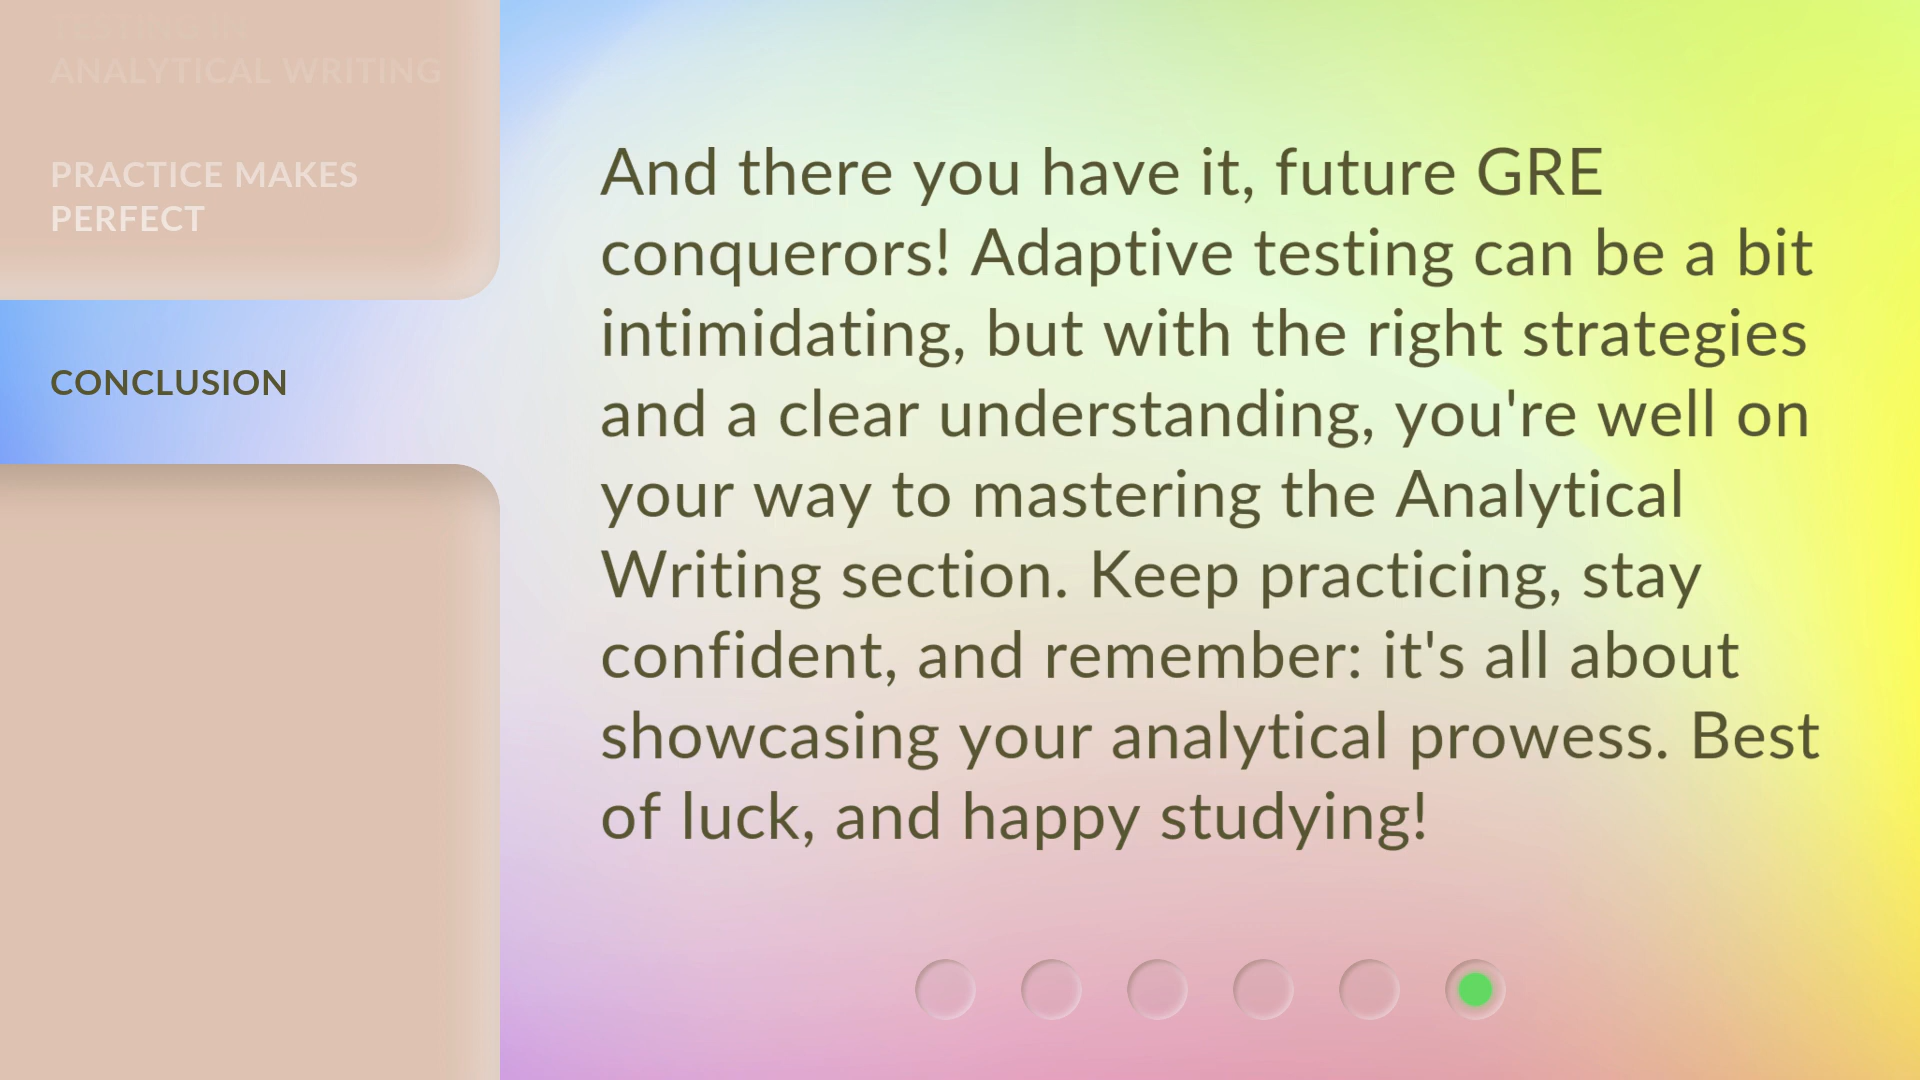 TESTING IN
ANALYTICAL WRITING
PRACTICE MAKES
PERFECT
CONCLUSION
And there you have it, future GRE
conquerors! Adaptive testing can be a bit
intimidating, but with the right strategies
and a clear understanding, you're well on
your way to mastering the Analytical
Writing section. Keep practicing, stay
confident, and remember: it's all about
showcasing your analytical prowess. Best
of luck, and happy studying!